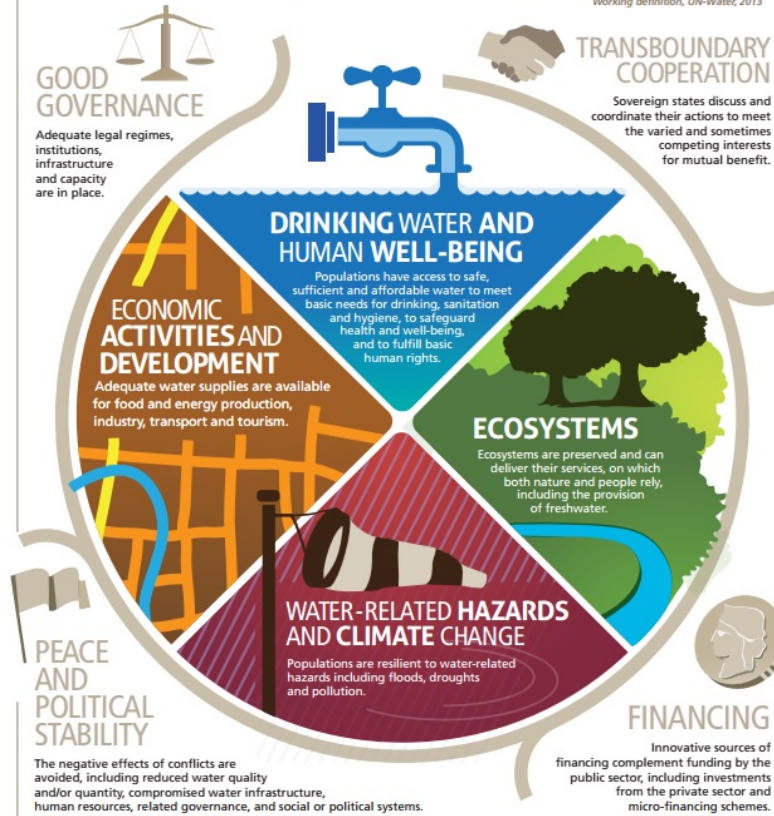 Working definition, UN-Water, 2013
GOOD
GOVERNANCE
Adequate legal regimes,
institutions,
infrastructure
and capacity
are in place.
TRANSBOUNDARY
COOPERATION
Sovereign states discuss and
coordinate their actions to meet
the varied and sometimes
competing interests
for mutual benefit.
DRINKING WATER AND
HUMAN WELL-BEING
Populations have access to safe,
sufficient and affordable water to meet
basic needs for drinking, sanitation
and hygiene, to safeguard
health and well-being,
and to fulfill basic
human rights.
ECONOMIC
ACTIVITIES AND
DEVELOPMENT
Adequate water supplies are available
for food and energy production,
industry, transport and tourism.
ECOSYSTEMS
Ecosystems are preserved and can
deliver their services, on which
both nature and people rely,
including the provision
of freshwater.
WATER-RELATED HAZARDS
AND CLIMATE CHANGE
Populations are resilient to water-related
hazards including floods, droughts
and pollution.
PEACE
AND
POLITICAL
STABILITY
The negative effects of conflicts are
avoided, including reduced water quality
and/or quantity, compromised water infrastructure,
human resources, related governance, and social or political systems.
FINANCING
Innovative sources of
financing complement funding by the
public sector, including investments
from the private sector and
micro-financing schemes.